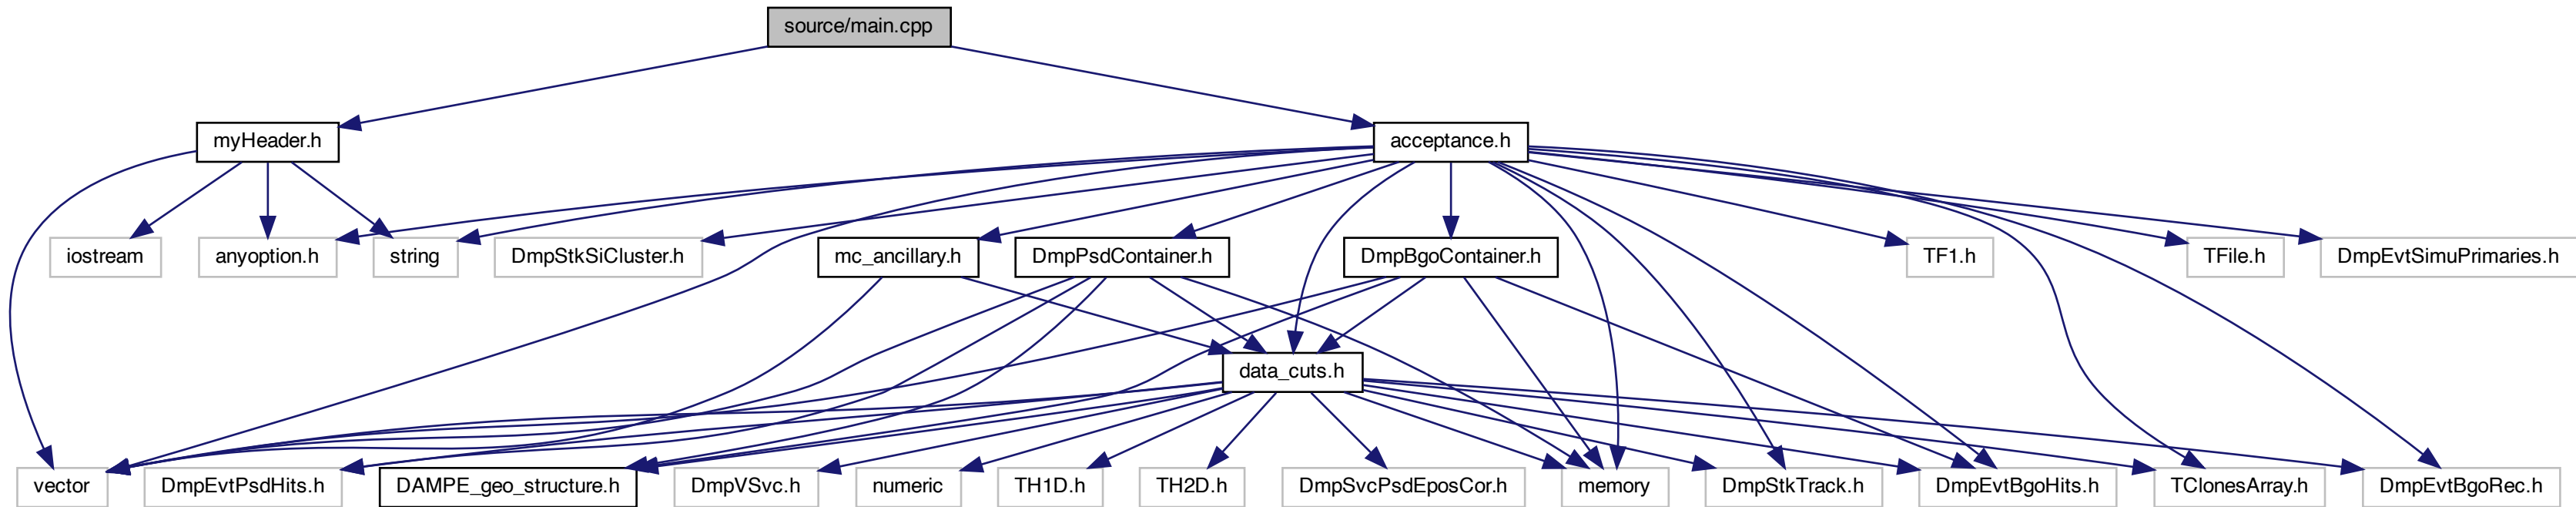 source/main.cpp
myHeader.h
acceptance.h
iostream
anyoption.h
string
DmpStkSiCluster.h
mc_ancillary.h
DmpPsdContainer.h
DmpBgoContainer.h
TF1.h
TFile.h
DmpEvtSimuPrimaries.h
data_cuts.h
vector
DmpEvtPsdHits.h
DAMPE_geo_structure.h
DmpVSvc.h
numeric
TH1D.h
TH2D.h
DmpSvcPsdEposCor.h
memory
DmpStkTrack.h
DmpEvtBgoHits.h
TClonesArray.h
DmpEvtBgoRec.h